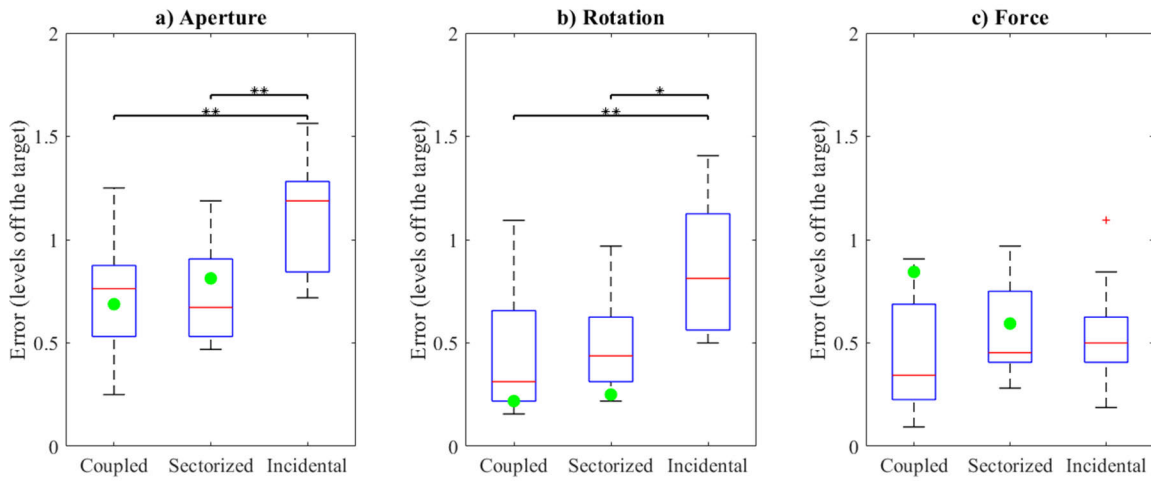 a) Aperture
Error (levels off the target)
2
1.5
1
0.5
0
**
**
Coupled
Sectorized
Incidental
b) Rotation
Error (levels off the target)
2
1.5
1
0.5
0
*
**
Coupled
Sectorized
Incidental
c) Force
Error (levels off the target)
2
1.5
1
0.5
0
Coupled
Sectorized
Incidental